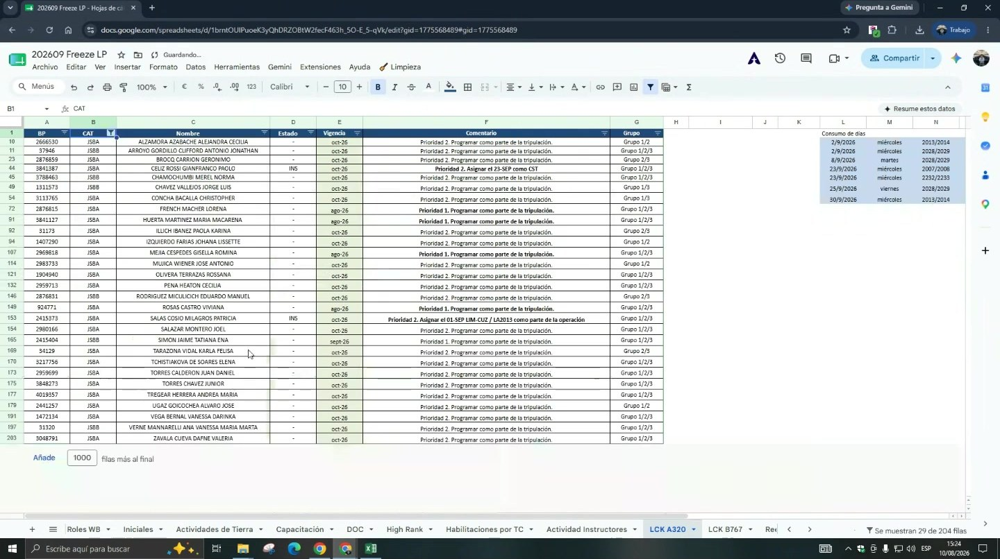 202609 Freeze LP - Hojas de cá
Pregunta a Gemini
docs.google.com/spreadsheets/d/1brntOUIPuoeK3yQhDRZOBtW2fecF463h_5O-E_5-qVk/edit?gid=1775568489#gid=1775568489
Trabajo
202609 Freeze LP Guardando...
Archivo Editar Ver Insertar Formato Datos Herramientas Gemini Extensiones Ayuda Limpieza
Compartir
Menús 100% € % .0 .00 123 Calibri − 10 + B I S A Σ
B1 fx CAT
Resume estos datos
A B C D E F G H I J K L M N
1 BP CAT Nombre Estado Vigencia Comentario Grupo Consumo de días
10 2666530 JSBA ALZAMORA AZABACHE ALEJANDRA CECILIA - oct-26 Prioridad 2. Programar como parte de la tripulación. Grupo 1/2 2/9/2026 miércoles 2013/2014
11 37946 JSBB ARROYO GORDILLO CLIFFORD ANTONIO JONATHAN - oct-26 Prioridad 2. Programar como parte de la tripulación. Grupo 1/2/3 2/9/2026 miércoles 2028/2029
23 2876859 JSBA BROCQ CARRION GERONIMO - oct-26 Prioridad 2. Programar como parte de la tripulación. Grupo 2/3 8/9/2026 martes 2028/2029
44 3841387 JSBA CELIZ ROSSI GIANFRANCO PAOLO INS oct-26 Prioridad 2. Asignar el 23-SEP como CST Grupo 1/2/3 23/9/2026 miércoles 2007/2008
45 3788463 JSBB CHAMOCHUMBI MEREL NORMA - oct-26 Prioridad 2. Programar como parte de la tripulación. Grupo 1/2/3 23/9/2026 miércoles 2232/2233
49 1311573 JSBB CHAVEZ VALLEJOS JORGE LUIS - oct-26 Prioridad 2. Programar como parte de la tripulación. Grupo 1/3 25/9/2026 viernes 2028/2029
54 3113765 JSBA CONCHA BACALLA CHRISTOPHER - oct-26 Prioridad 2. Programar como parte de la tripulación. Grupo 1/3 30/9/2026 miércoles 2013/2014
72 2876815 JSBA FRENCH MACHER LORENA - ago-26 Prioridad 1. Programar como parte de la tripulación. Grupo 1/2/3
91 3841127 JSBA HUERTA MARTINEZ MARIA MACARENA - ago-26 Prioridad 1. Programar como parte de la tripulación. Grupo 1/2/3
92 31173 JSBA ILLICH IBANEZ PAOLA KARINA - oct-26 Prioridad 2. Programar como parte de la tripulación. Grupo 2/3
94 1407290 JSBA IZQUIERDO FARIAS JOHANA LISSETTE - oct-26 Prioridad 2. Programar como parte de la tripulación. Grupo 1/2
107 2969818 JSBA MEJIA CESPEDES GISELLA ROMINA - ago-26 Prioridad 1. Programar como parte de la tripulación. Grupo 1/2/3
114 2983733 JSBA MUJICA WIENER JOSE ANTONIO - oct-26 Prioridad 2. Programar como parte de la tripulación. Grupo 1/2
121 1904940 JSBA OLIVERA TERRAZAS ROSSANA - oct-26 Prioridad 2. Programar como parte de la tripulación. Grupo 1/2/3
132 2959713 JSBA PENA HEATON CECILIA - oct-26 Prioridad 2. Programar como parte de la tripulación. Grupo 1/2/3
146 2876831 JSBB RODRIGUEZ MICULICICH EDUARDO MANUEL - oct-26 Prioridad 2. Programar como parte de la tripulación. Grupo 2/3
149 924771 JSBA ROSAS CASTRO VIVIANA - ago-26 Prioridad 1. Programar como parte de la tripulación. Grupo 1/2/3
153 2415373 JSBA SALAS COSIO MILAGROS PATRICIA INS oct-26 Prioridad 2. Asignar el 01-SEP LIM-CUZ / LA2013 como parte de la operación Grupo 1/2/3
154 2980166 JSBA SALAZAR MONTERO JOEL - oct-26 Prioridad 2. Programar como parte de la tripulación. Grupo 1/2/3
165 2415404 JSBB SIMON JAIME TATIANA ENA - sept-26 Prioridad 1. Programar como parte de la tripulación. Grupo 1/2/3
169 34129 JSBA TARAZONA VIDAL KARLA FELISA - oct-26 Prioridad 2. Programar como parte de la tripulación. Grupo 2/3
170 3217756 JSBA TCHISTIAKOVA DE SOARES ELENA - oct-26 Prioridad 2. Programar como parte de la tripulación. Grupo 1/2/3
173 2959699 JSBA TORRES CALDERON JUAN DANIEL - oct-26 Prioridad 2. Programar como parte de la tripulación. Grupo 1/2/3
175 3848273 JSBA TORRES CHAVEZ JUNIOR - oct-26 Prioridad 2. Programar como parte de la tripulación. Grupo 1/2/3
177 4019357 JSBA TREGEAR HERRERA ANDREA MARIA - oct-26 Prioridad 2. Programar como parte de la tripulación. Grupo 1/2/3
179 2441257 JSBA UGAZ GOICOCHEA ALVARO JOSE - oct-26 Prioridad 2. Programar como parte de la tripulación. Grupo 1/2
191 1472134 JSBA VEGA BERNAL VANESSA DARINKA - oct-26 Prioridad 2. Programar como parte de la tripulación. Grupo 1/2/3
197 31320 JSBB VERNE MANNARELLI ANA VANESSA MARIA MARTA - oct-26 Prioridad 2. Programar como parte de la tripulación. Grupo 1/2/3
203 3048791 JSBA ZAVALA CUEVA DAFNE VALERIA - oct-26 Prioridad 2. Programar como parte de la tripulación. Grupo 1/2/3
Añade 1000 filas más al final
Roles WB Iniciales Actividades de Tierra Capacitación DOC High Rank Habilitaciones por TC Actividad Instructores LCK A320 LCK B767 Re Se muestran 29 de 204 filas
Escribe aquí para buscar ESP 15:24
10/08/2026